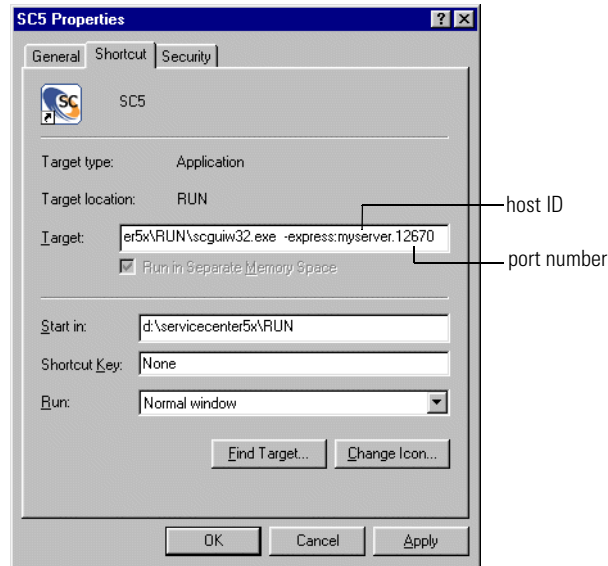 SC5 Properties
General Shortcut Security
SC
SC5
Target type: Application
Target location: RUN
Target: er5x\RUN\scguiw32.exe -express:myserver.12670
host ID
port number
Run in Separate Memory Space
Start in: d:\servicecenter5x\RUN
Shortcut Key: None
Run: Normal window
Find Target... Change Icon...
OK Cancel Apply